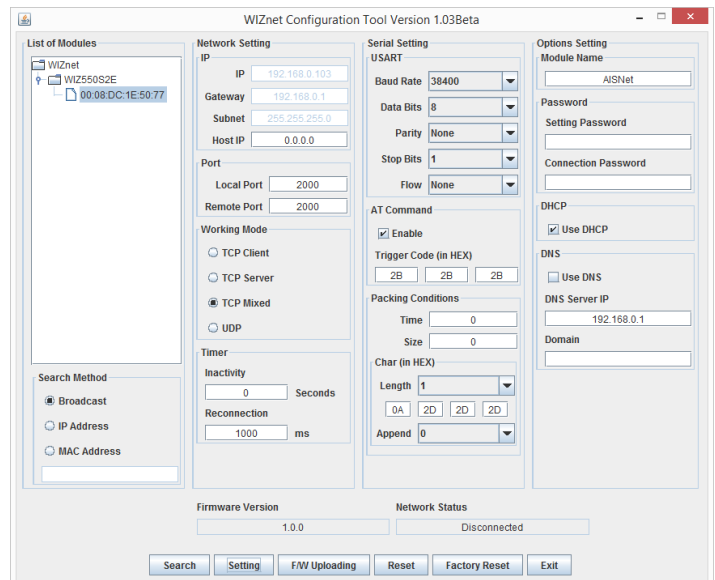 WIZnet Configuration Tool Version 1.03Beta
List of Modules
WIZnet
WIZ550S2E
00:08:DC:1E:50:77
Search Method
Broadcast
IP Address
MAC Address
Network Setting
IP
IP 192.168.0.103
Gateway 192.168.0.1
Subnet 255.255.255.0
Host IP 0.0.0.0
Port
Local Port 2000
Remote Port 2000
Working Mode
TCP Client
TCP Server
TCP Mixed
UDP
Timer
Inactivity
0 Seconds
Reconnection
1000 ms
Serial Setting
USART
Baud Rate 38400
Data Bits 8
Parity None
Stop Bits 1
Flow None
AT Command
Enable
Trigger Code (in HEX)
2B 2B 2B
Packing Conditions
Time 0
Size 0
Char (in HEX)
Length 1
0A 2D 2D 2D
Append 0
Options Setting
Module Name
AISNet
Password
Setting Password
Connection Password
DHCP
Use DHCP
DNS
Use DNS
DNS Server IP
192.168.0.1
Domain
Firmware Version
1.0.0
Network Status
Disconnected
Search Setting F/W Uploading Reset Factory Reset Exit